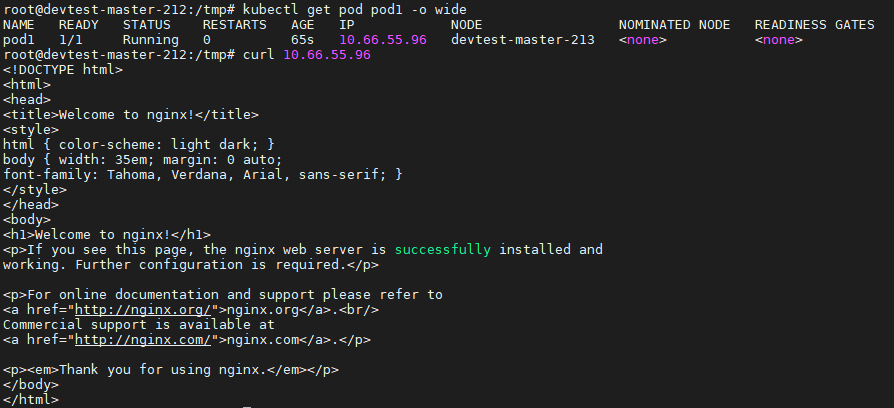 root@devtest-master-212:/tmp# kubectl get pod pod1 -o wide
NAME   READY   STATUS    RESTARTS   AGE   IP             NODE                 NOMINATED NODE   READINESS GATES
pod1   1/1     Running   0          65s   10.66.55.96   devtest-master-213   <none>           <none>
root@devtest-master-212:/tmp# curl 10.66.55.96
<!DOCTYPE html>
<html>
<head>
<title>Welcome to nginx!</title>
<style>
html { color-scheme: light dark; }
body { width: 35em; margin: 0 auto;
font-family: Tahoma, Verdana, Arial, sans-serif; }
</style>
</head>
<body>
<h1>Welcome to nginx!</h1>
<p>If you see this page, the nginx web server is successfully installed and
working. Further configuration is required.</p>

<p>For online documentation and support please refer to
<a href="http://nginx.org/">nginx.org</a>.<br/>
Commercial support is available at
<a href="http://nginx.com/">nginx.com</a>.</p>

<p><em>Thank you for using nginx.</em></p>
</body>
</html>